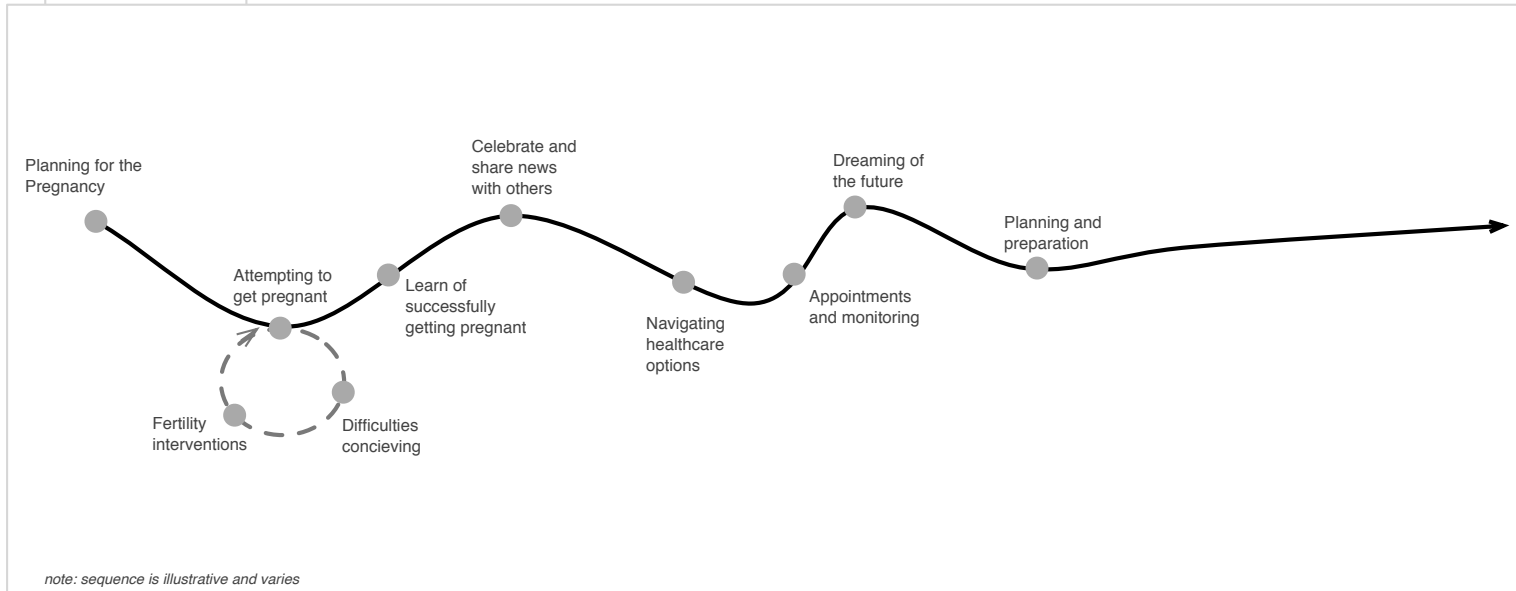 Planning for the
Pregnancy
Attempting to
get pregnant
Fertility
interventions
Difficulties
concieving
Learn of
successfully
getting pregnant
Celebrate and
share news
with others
Navigating
healthcare
options
Appointments
and monitoring
Dreaming of
the future
Planning and
preparation
note: sequence is illustrative and varies